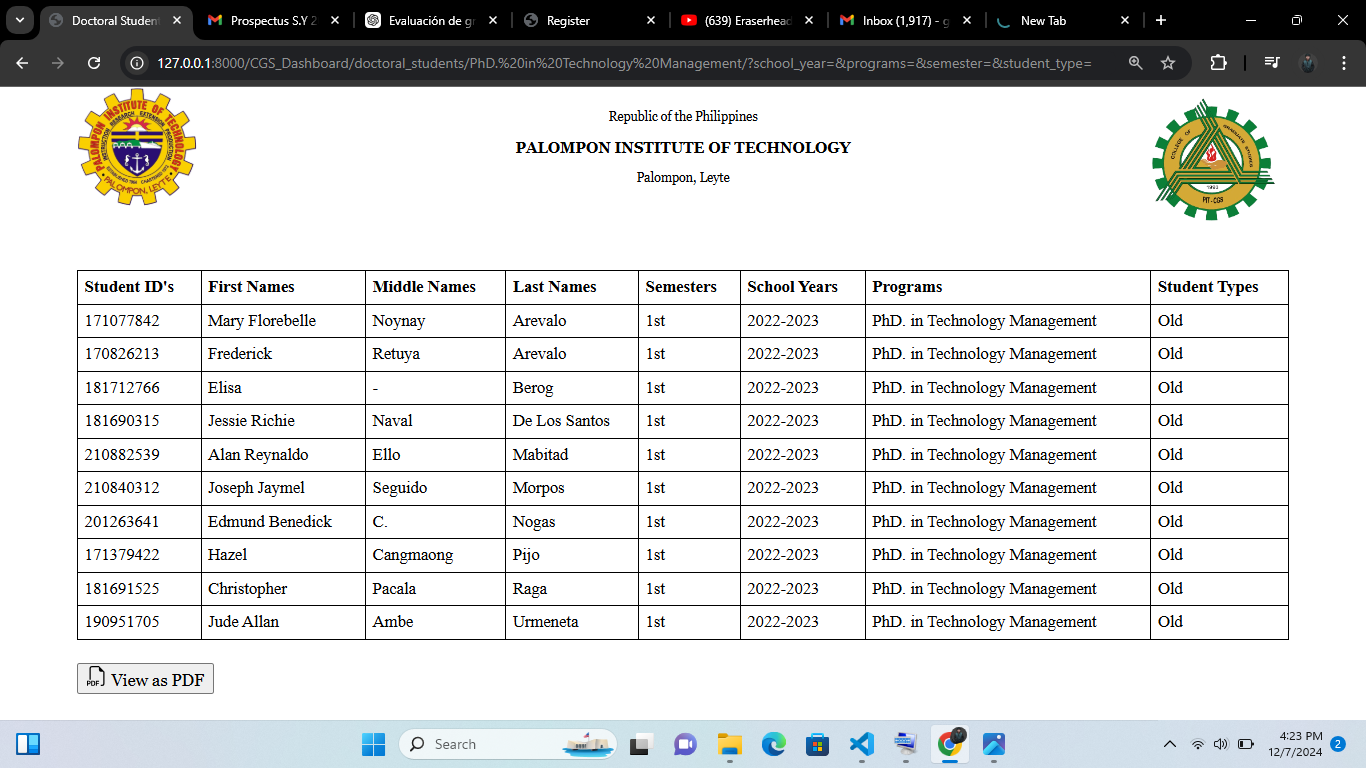 Doctoral Studen
Prospectus S.Y 2
Evaluación de gr
Register
(639) Eraserhead
Inbox (1,917) - g
New Tab
127.0.0.1:8000/CGS_Dashboard/doctoral_students/PhD.%20in%20Technology%20Management/?school_year=&programs=&semester=&student_type=
PALOMPON INSTITUTE OF TECHNOLOGY
INSTRUCTION RESEARCH EXTENSION PRODUCTION
PALOMPON, LEYTE
Republic of the Philippines
PALOMPON INSTITUTE OF TECHNOLOGY
Palompon, Leyte
COLLEGE OF GRADUATE STUDIES
PIT-CGS
Student ID's First Names Middle Names Last Names Semesters School Years Programs Student Types
171077842 Mary Florebelle Noynay Arevalo 1st 2022-2023 PhD. in Technology Management Old
170826213 Frederick Retuya Arevalo 1st 2022-2023 PhD. in Technology Management Old
181712766 Elisa - Berog 1st 2022-2023 PhD. in Technology Management Old
181690315 Jessie Richie Naval De Los Santos 1st 2022-2023 PhD. in Technology Management Old
210882539 Alan Reynaldo Ello Mabitad 1st 2022-2023 PhD. in Technology Management Old
210840312 Joseph Jaymel Seguido Morpos 1st 2022-2023 PhD. in Technology Management Old
201263641 Edmund Benedick C. Nogas 1st 2022-2023 PhD. in Technology Management Old
171379422 Hazel Cangmaong Pijo 1st 2022-2023 PhD. in Technology Management Old
181691525 Christopher Pacala Raga 1st 2022-2023 PhD. in Technology Management Old
190951705 Jude Allan Ambe Urmeneta 1st 2022-2023 PhD. in Technology Management Old
PDF View as PDF
Search
4:23 PM
12/7/2024
2